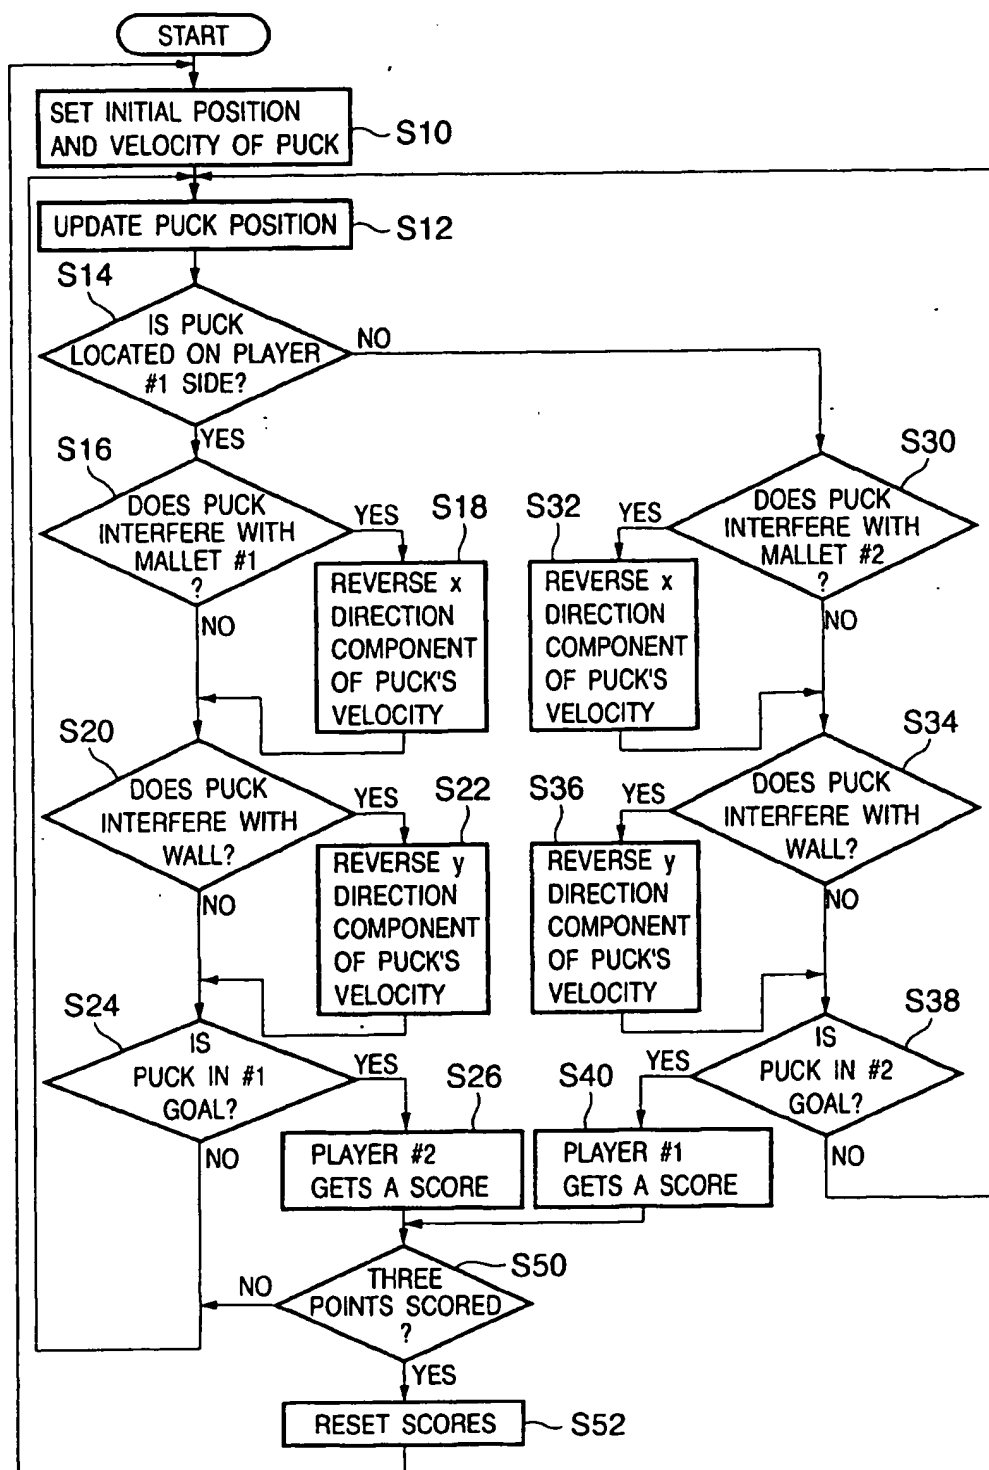 START
SET INITIAL POSITION
AND VELOCITY OF PUCK
S10
UPDATE PUCK POSITION
S12
S14
IS PUCK
LOCATED ON PLAYER
#1 SIDE?
NO
YES
S16
DOES PUCK
INTERFERE WITH
MALLET #1
?
YES
NO
S18
REVERSE x
DIRECTION
COMPONENT
OF PUCK'S
VELOCITY
S32
REVERSE x
DIRECTION
COMPONENT
OF PUCK'S
VELOCITY
S30
DOES PUCK
INTERFERE WITH
MALLET #2
?
YES
NO
S20
DOES PUCK
INTERFERE WITH
WALL?
YES
NO
S22
REVERSE y
DIRECTION
COMPONENT
OF PUCK'S
VELOCITY
S36
REVERSE y
DIRECTION
COMPONENT
OF PUCK'S
VELOCITY
S34
DOES PUCK
INTERFERE WITH
WALL?
YES
NO
S24
IS
PUCK IN #1
GOAL?
YES
NO
S26
PLAYER #2
GETS A SCORE
S40
PLAYER #1
GETS A SCORE
S38
IS
PUCK IN #2
GOAL?
YES
NO
S50
THREE
POINTS SCORED
?
NO
YES
RESET SCORES
S52